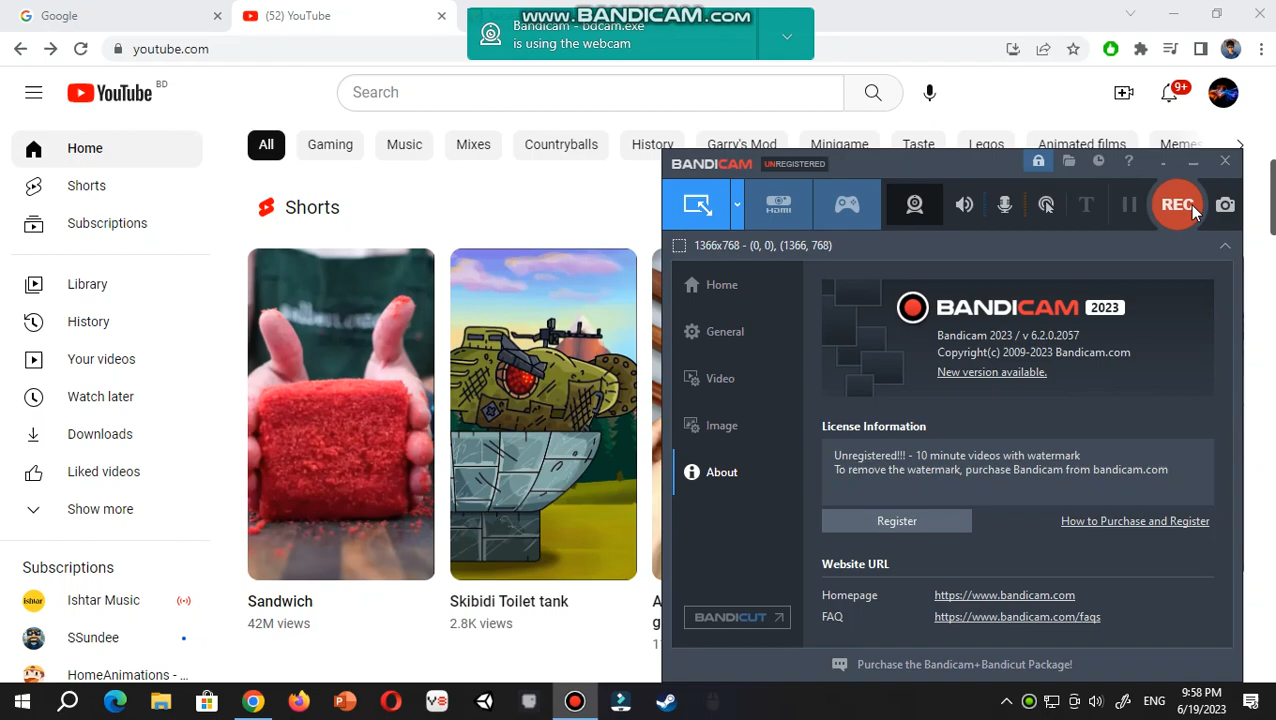 Google
(52) YouTube
www.BANDICAM.com
Bandicam - bdcam.exe
is using the webcam
youtube.com
YouTube BD
Search
9+
Home
Shorts
Subscriptions
Library
History
Your videos
Watch later
Downloads
Liked videos
Show more
Subscriptions
Ishtar Music
SSundee
HomeAnimations - ...
All
Gaming
Music
Mixes
Countryballs
History
Garry's Mod
Minigame
Taste
Legos
Animated films
Memes
Shorts
Sandwich
42M views
Skibidi Toilet tank
2.8K views
BANDICAM UNREGISTERED
HDMI
T
REC
1366x768 - (0, 0), (1366, 768)
Home
General
Video
Image
About
BANDICUT
BANDICAM 2023
Bandicam 2023 / v 6.2.0.2057
Copyright(c) 2009-2023 Bandicam.com
New version available.
License Information
Unregistered!!! - 10 minute videos with watermark
To remove the watermark, purchase Bandicam from bandicam.com
Register
How to Purchase and Register
Website URL
Homepage https://www.bandicam.com
FAQ https://www.bandicam.com/faqs
Purchase the Bandicam+Bandicut Package!
ENG
9:58 PM
6/19/2023